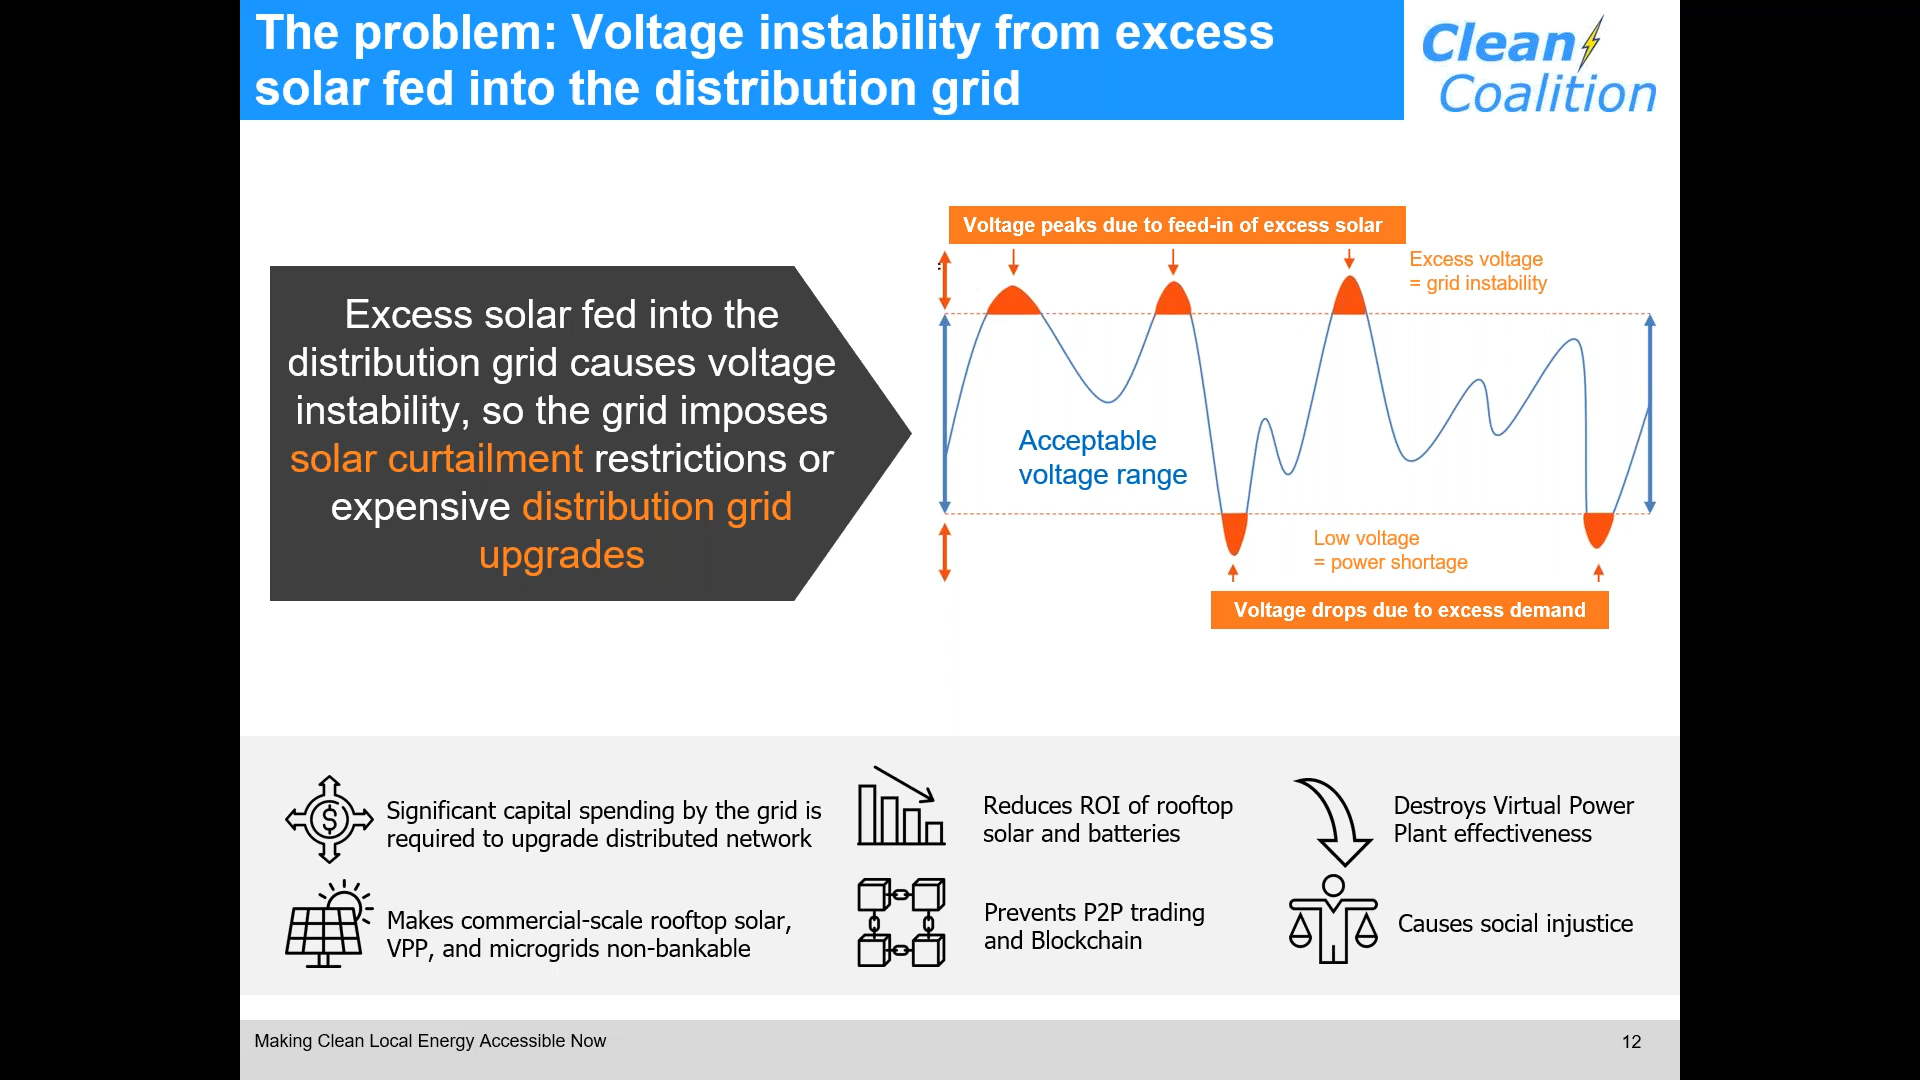 The problem: Voltage instability from excess
solar fed into the distribution grid
Clean
Coalition
Excess solar fed into the
distribution grid causes voltage
instability, so the grid imposes
solar curtailment restrictions or
expensive distribution grid
upgrades
Voltage peaks due to feed-in of excess solar
Excess voltage
= grid instability
Acceptable
voltage range
Low voltage
= power shortage
Voltage drops due to excess demand
$
Significant capital spending by the grid is
required to upgrade distributed network
Reduces ROI of rooftop
solar and batteries
Destroys Virtual Power
Plant effectiveness
Makes commercial-scale rooftop solar,
VPP, and microgrids non-bankable
Prevents P2P trading
and Blockchain
Causes social injustice
Making Clean Local Energy Accessible Now
12